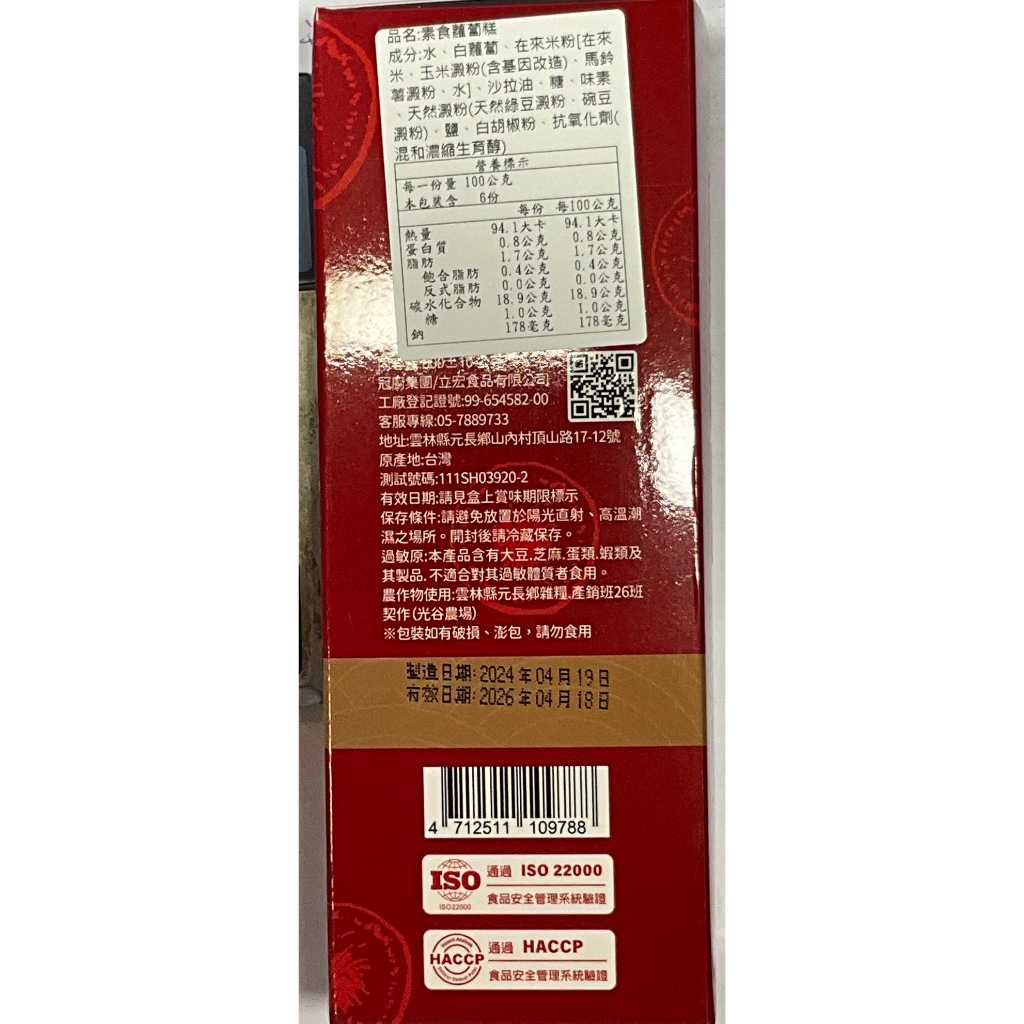 品名:素食蘿蔔糕
成分:水、白蘿蔔、在來米粉[在來
米、玉米澱粉(含基因改造)、馬鈴
薯澱粉、水]、沙拉油、糖、味素
、天然澱粉(天然綠豆澱粉、碗豆
澱粉)、鹽、白胡椒粉、抗氧化劑(
混和濃縮生育醇)
營養標示
每一份量 100公克
本包裝含 6份
每份 每100公克
熱量 94.1大卡 94.1大卡
蛋白質 0.8公克 0.8公克
脂肪 1.7公克 1.7公克
飽合脂肪 0.4公克 0.4公克
反式脂肪 0.0公克 0.0公克
碳水化合物 18.9公克 18.9公克
糖 1.0公克 1.0公克
鈉 178毫克 178毫克
冠廚集團/立宏食品有限公司
工廠登記證號:99-654582-00
客服專線:05-7889733
地址:雲林縣元長鄉山內村頂山路17-12號
原產地:台灣
測試號碼:111SH03920-2
有效日期:請見盒上賞味期限標示
保存條件:請避免放置於陽光直射、高溫潮
濕之場所。開封後請冷藏保存。
過敏原:本產品含有大豆.芝麻.蛋類.蝦類及
其製品.不適合對其過敏體質者食用。
農作物使用:雲林縣元長鄉雜糧.產銷班26班
契作(光谷農場)
※包裝如有破損、澎包，請勿食用
製造日期:2024年04月19日
有效日期:2026年04月18日
4 712511 109788
ISO 通過 ISO 22000
ISO22000 食品安全管理系統驗證
HACCP 通過 HACCP
食品安全管理系統驗證